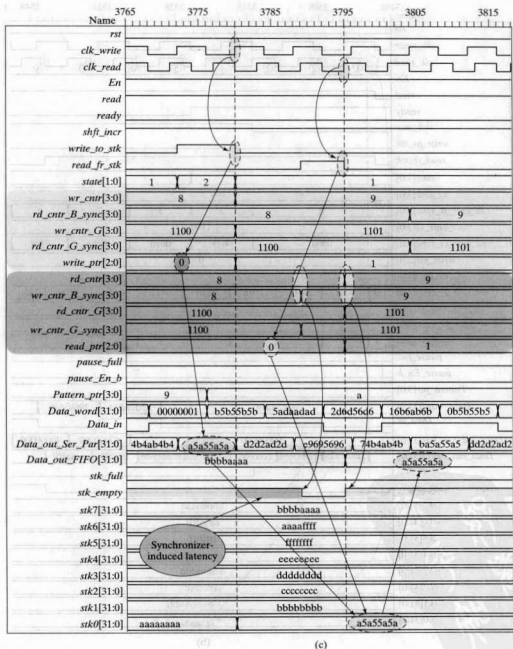 Name 3765 3775 3785 3795 3805 3815
rst
clk_write
clk_read
En
read
ready
shft_incr
write_to_stk
read_fr_stk
state[1:0] 1 2 1
wr_cntr[3:0] 8 9
rd_cntr_B_sync[3:0] 8 9
wr_cntr_G[3:0] 1100 1101
rd_cntr_G_sync[3:0] 1100 1101
write_ptr[2:0] 0 1
rd_cntr[3:0] 8 9
wr_cntr_B_sync[3:0] 8 9
rd_cntr_G[3:0] 1100 1101
wr_cntr_G_sync[3:0] 1100 1101
read_ptr[2:0] 0 1
pause_full
pause_En_b
Pattern_ptr[3:0] 9 a
Data_word[31:0] 00000001 b5b55b5b 5adaadad 2d6d56d6 16b6ab6b 0b5b55b5
Data_in
Data_out_Ser_Par[31:0] 4b4ab4b4 a5a55a5a d2d2ad2d e9695696 74b4ab4b ba5a55a5 dd2d2ad2
Data_out_FIFO[31:0] bbbbaaaa a5a55a5a
stk_full
stk_empty
stk7[31:0] bbbbaaaa
stk6[31:0] aaaaffff
stk5[31:0] ffffffff
stk4[31:0] eeeeeeee
stk3[31:0] dddddddd
stk2[31:0] cccccccc
stk1[31:0] bbbbbbbb
stk0[31:0] aaaaaaaa a5a55a5a
Synchronizer-
induced latency
(c)